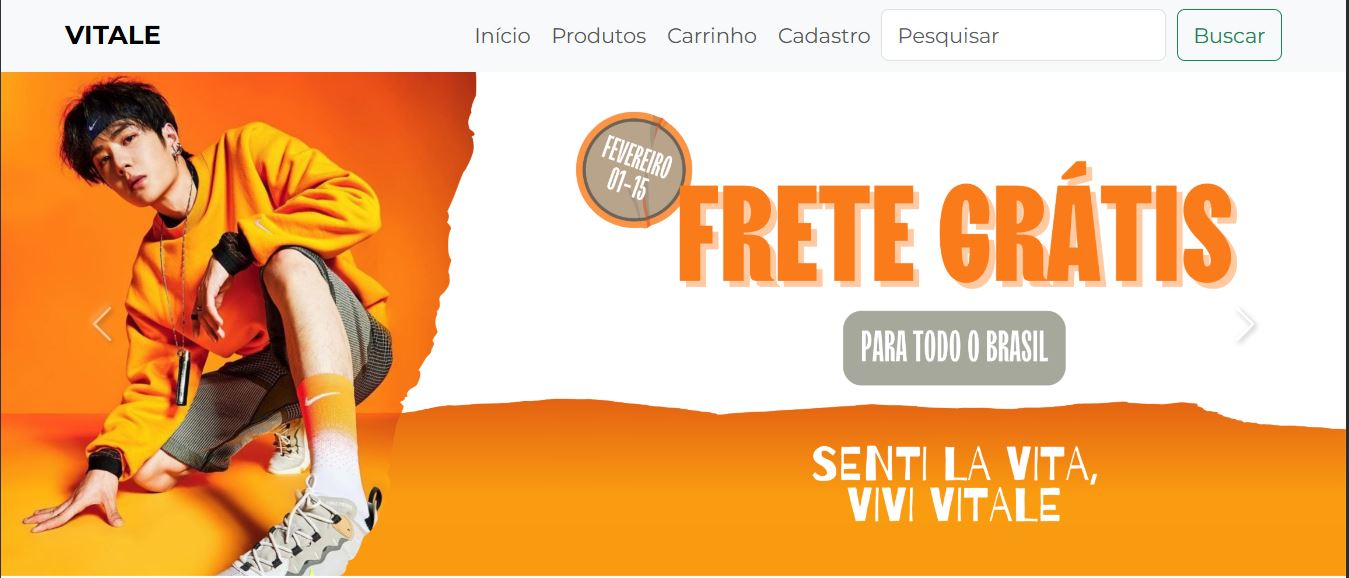 VITALE
Início Produtos Carrinho Cadastro Pesquisar Buscar
FEVEREIRO
01-15
FRETE GRÁTIS
PARA TODO O BRASIL
SENTI LA VITA,
VIVI VITALE